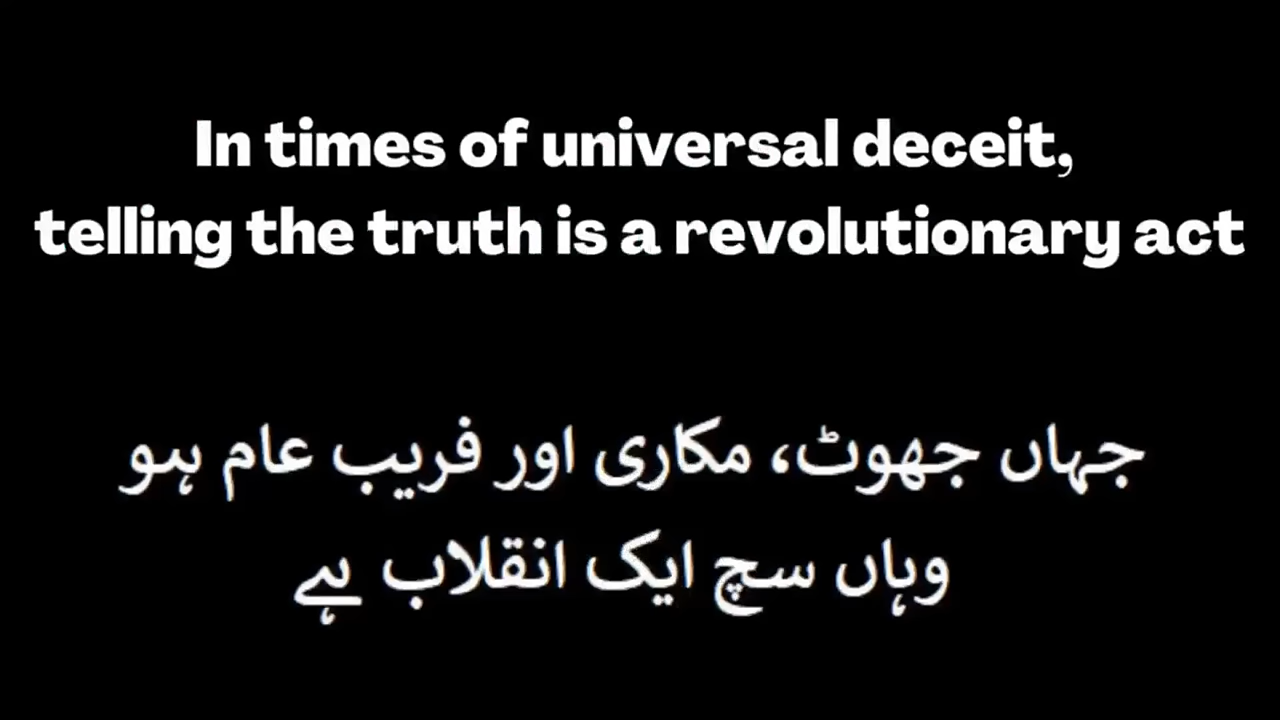 In times of universal deceit,
telling the truth is a revolutionary act
جہاں جھوٹ، مکاری اور فریب عام ہو
وہاں سچ ایک انقلاب ہے